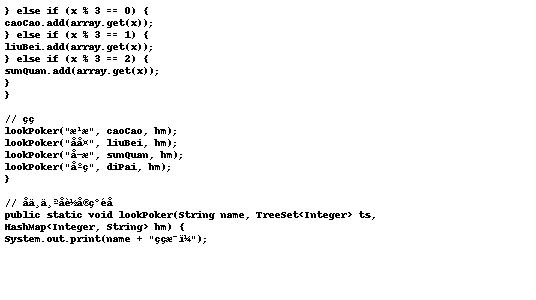 } else if (x % 3 == 0) {
caoCao.add(array.get(x));
} else if (x % 3 == 1) {
liuBei.add(array.get(x));
} else if (x % 3 == 2) {
sunQuan.add(array.get(x));
}
}
// çç
lookPoker("æ¹æ", caoCao, hm);
lookPoker("åå¤", liuBei, hm);
lookPoker("å­æ", sunQuan, hm);
lookPoker("åºç", diPai, hm);
}
// åä¸ä¸ªåè½å®ç°éå
public static void lookPoker(String name, TreeSet<Integer> ts,
HashMap<Integer, String> hm) {
System.out.print(name + "ççæ¯ï¼");